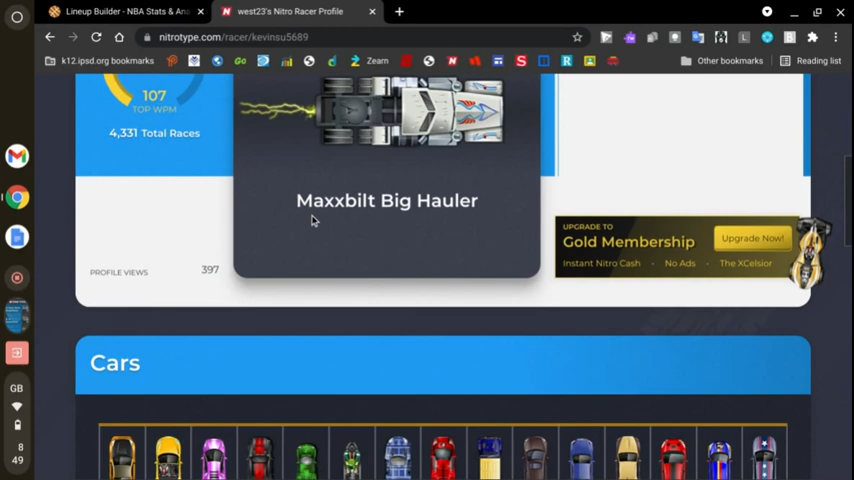 Lineup Builder - NBA Stats & Ana
west23's Nitro Racer Profile
nitrotype.com/racer/kevinsu5689
k12.ipsd.org bookmarks
Go
Zearn
Other bookmarks
Reading list
107
TOP WPM
4,331 Total Races
Maxxbilt Big Hauler
PROFILE VIEWS
397
UPGRADE TO
Gold Membership
Upgrade Now!
Instant Nitro Cash - No Ads - The XCelsior
Cars
GB
8
49